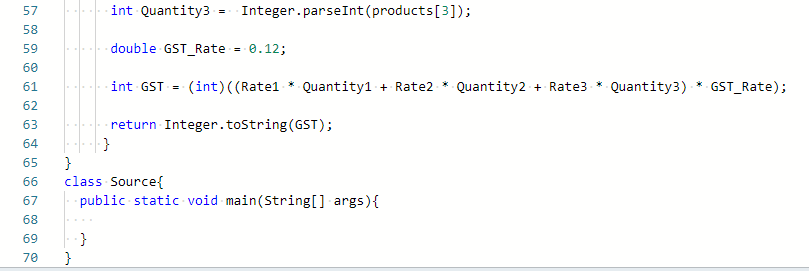 57 int Quantity3 = Integer.parseInt(products[3]);
58
59 double GST_Rate = 0.12;
60
61 int GST = (int)((Rate1 * Quantity1 + Rate2 * Quantity2 + Rate3 * Quantity3) * GST_Rate);
62
63 return Integer.toString(GST);
64 }
65 }
66 class Source{
67 public static void main(String[] args){
68
69 }
70 }